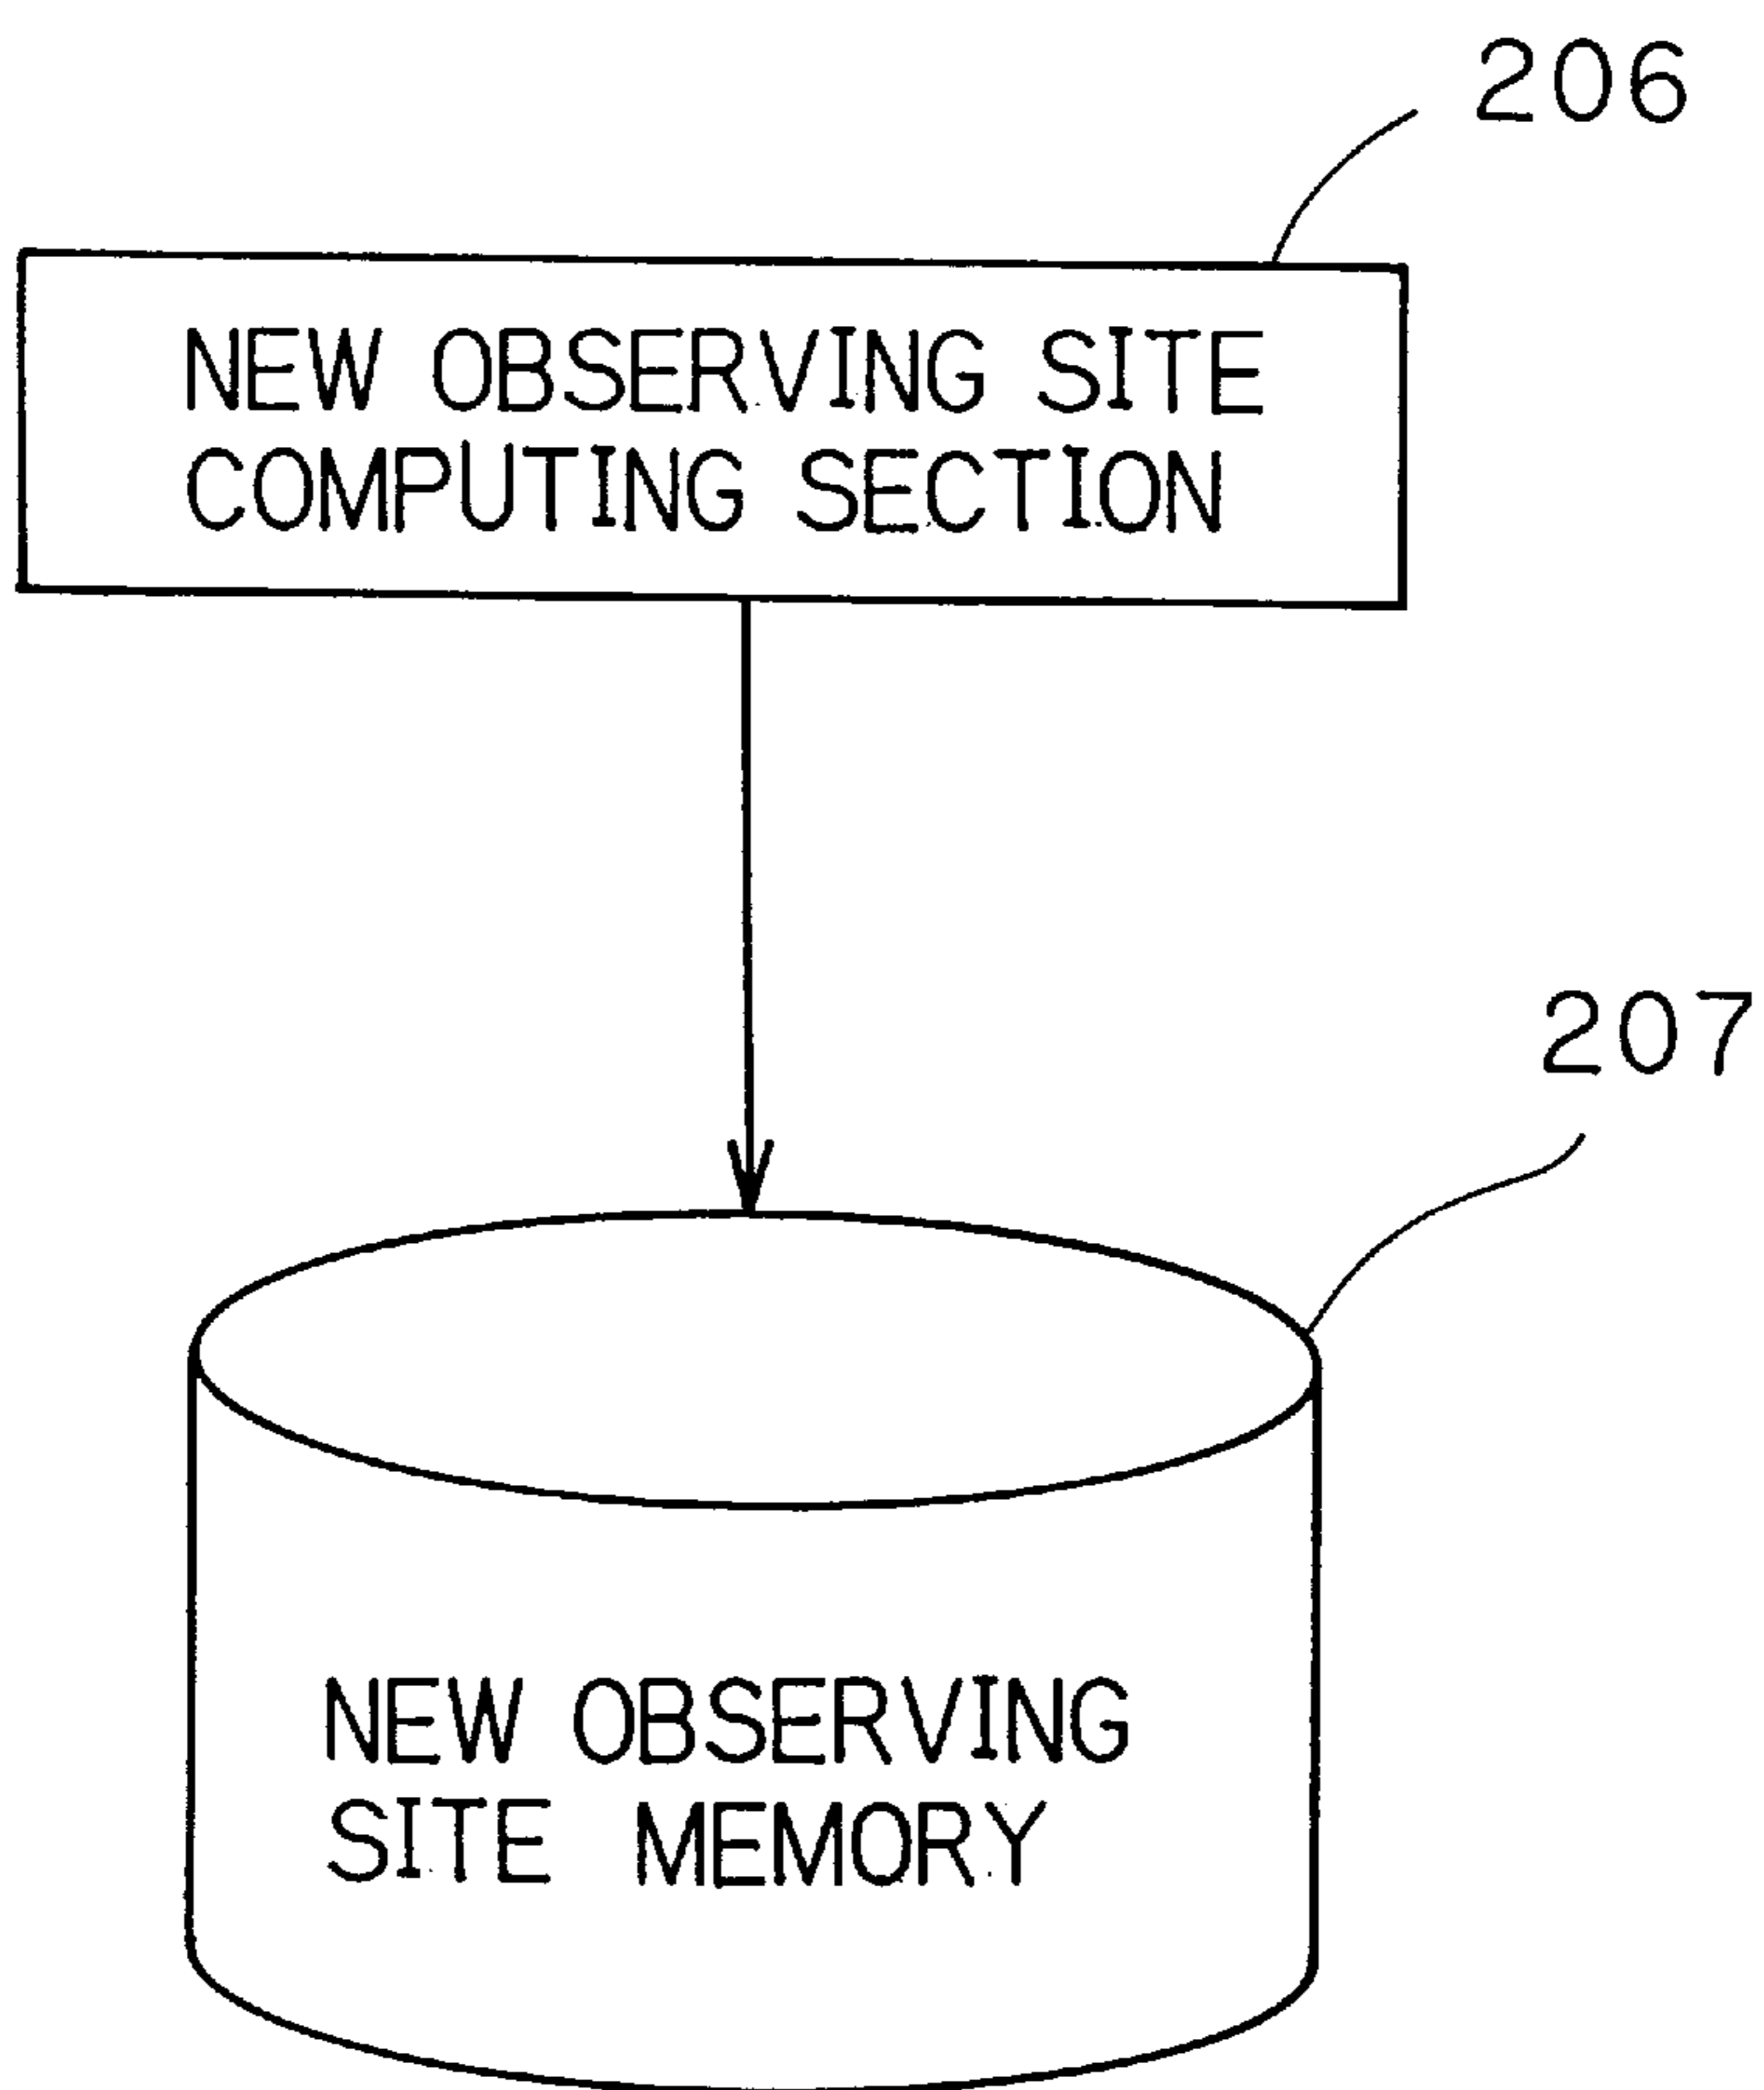 206
NEW OBSERVING SITE
COMPUTING SECTION
207
NEW OBSERVING
SITE MEMORY